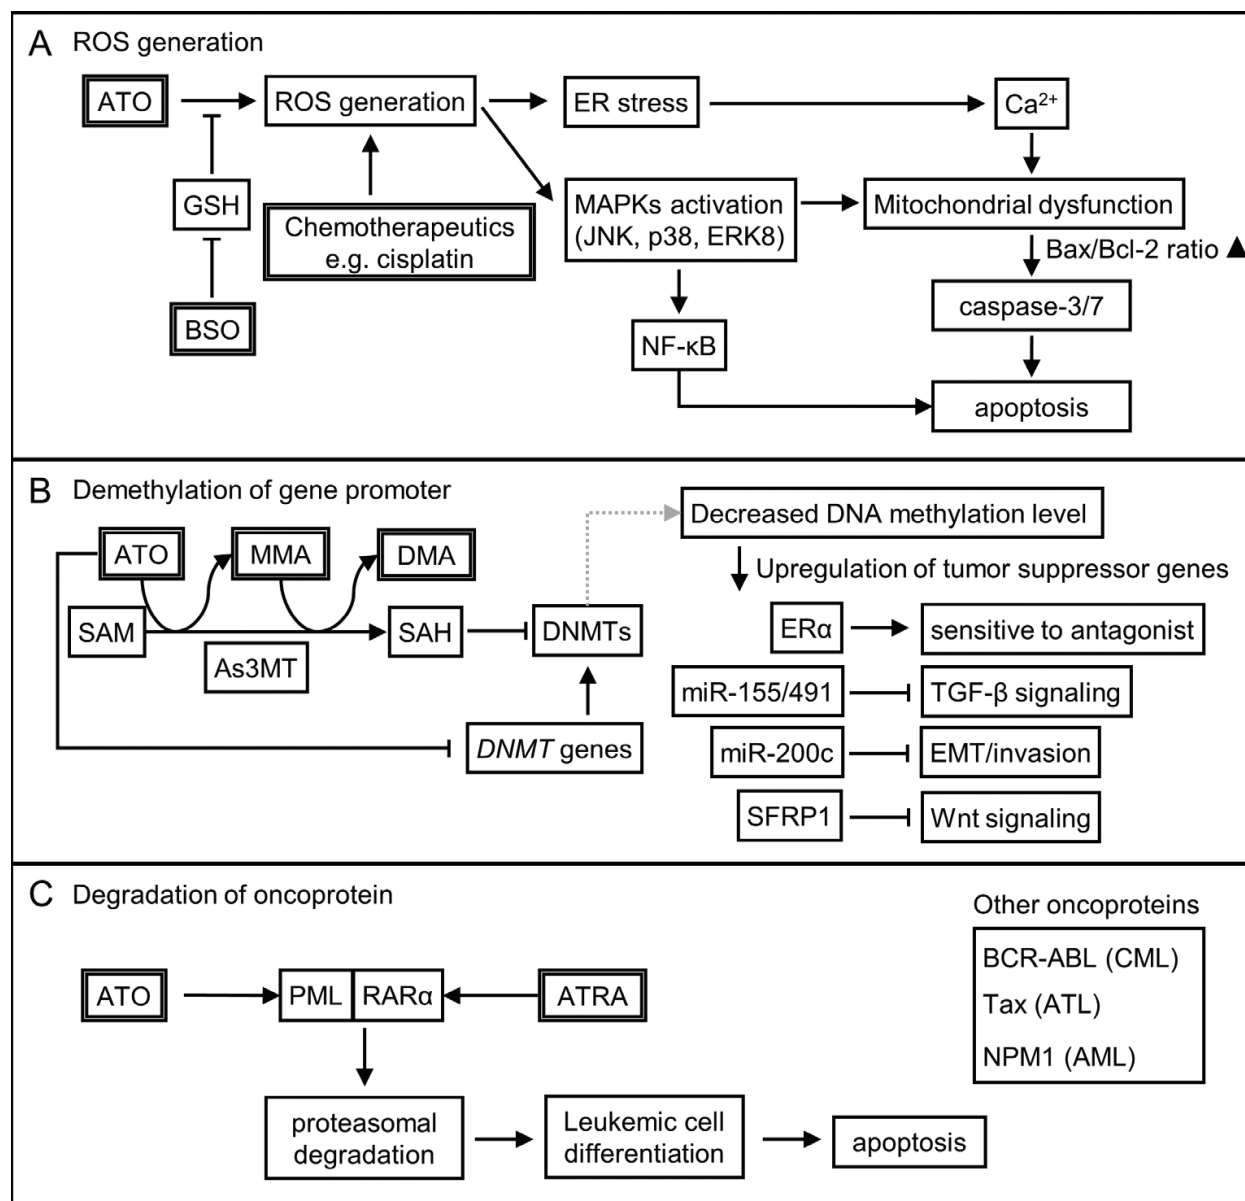 A ROS generation
ATO
ROS generation
ER stress
Ca²⁺
GSH
Chemotherapeutics
e.g. cisplatin
MAPKs activation
(JNK, p38, ERK8)
Mitochondrial dysfunction
Bax/Bcl-2 ratio ▲
BSO
NF-κB
caspase-3/7
apoptosis
B Demethylation of gene promoter
Decreased DNA methylation level
ATO
MMA
DMA
Upregulation of tumor suppressor genes
SAM
SAH
DNMTs
As3MT
DNMT genes
ERα
sensitive to antagonist
miR-155/491
TGF-β signaling
miR-200c
EMT/invasion
SFRP1
Wnt signaling
C Degradation of oncoprotein
Other oncoproteins
BCR-ABL (CML)
Tax (ATL)
NPM1 (AML)
ATO
PML
RARα
ATRA
proteasomal
degradation
Leukemic cell
differentiation
apoptosis